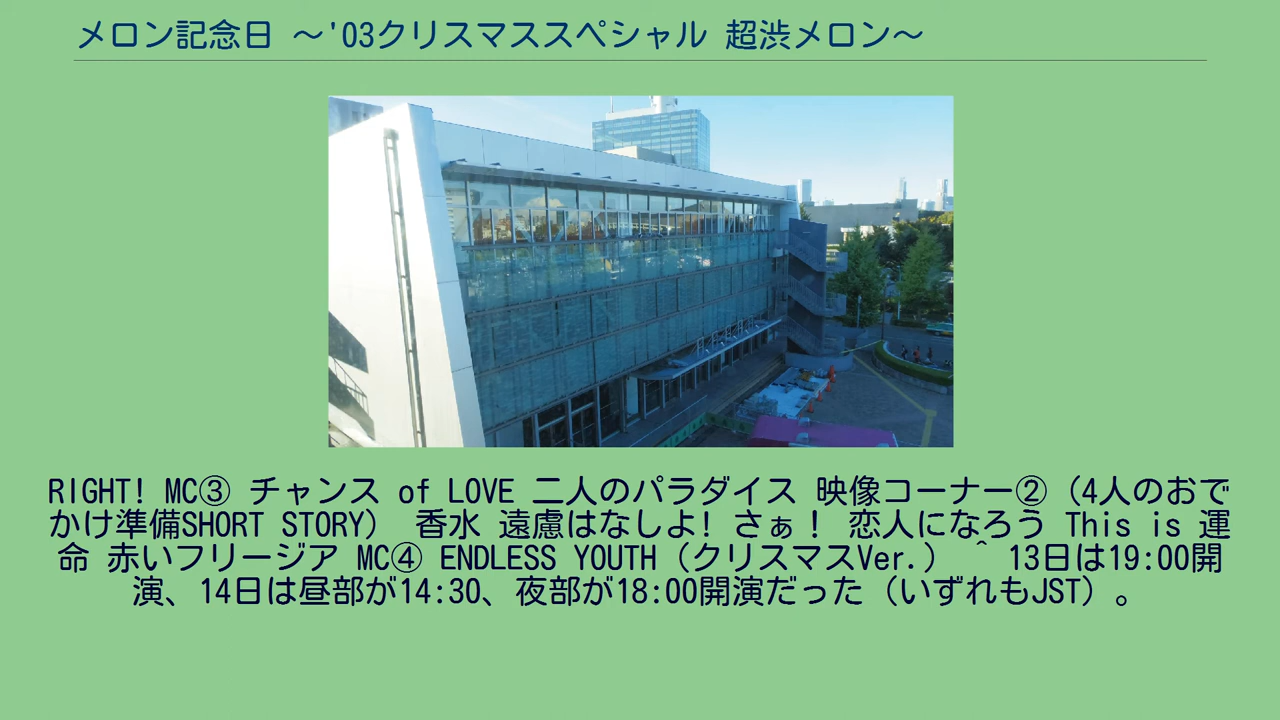 メロン記念日 〜'03クリスマススペシャル 超渋メロン〜
RIGHT! MC③ チャンス of LOVE 二人のパラダイス 映像コーナー②（4人のおで
かけ準備SHORT STORY） 香水 遠慮はなしよ! さぁ！ 恋人になろう This is 運
命 赤いフリージア MC④ ENDLESS YOUTH（クリスマスVer.） ^ 13日は19:00開
演、14日は昼部が14:30、夜部が18:00開演だった（いずれもJST）。